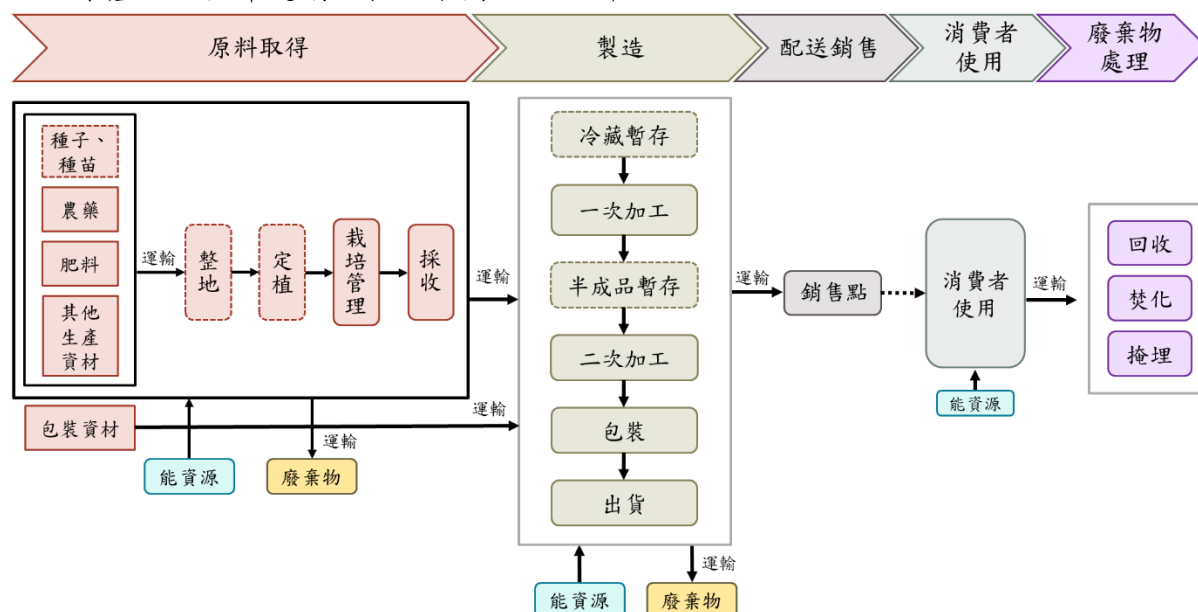 原料取得
製造
配送銷售
消費者
使用
廢棄物
處理
種子、
種苗
農藥
肥料
其他
生產
資材
運輸
整地
定植
栽培管理
採收
運輸
包裝資材
運輸
能資源
運輸
廢棄物
冷藏暫存
一次加工
半成品暫存
二次加工
包裝
出貨
能資源
運輸
廢棄物
運輸
銷售點
消費者
使用
能資源
運輸
回收
焚化
掩埋